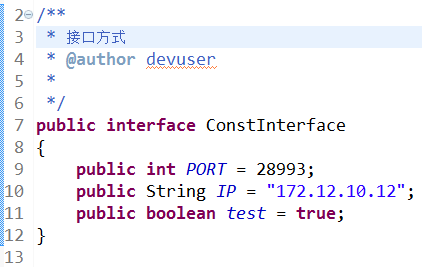 2 /**
3  * 接口方式
4  * @author devuser
5  *
6  */
7 public interface ConstInterface
8 {
9     public int PORT = 28993;
10     public String IP = "172.12.10.12";
11     public boolean test = true;
12 }
13